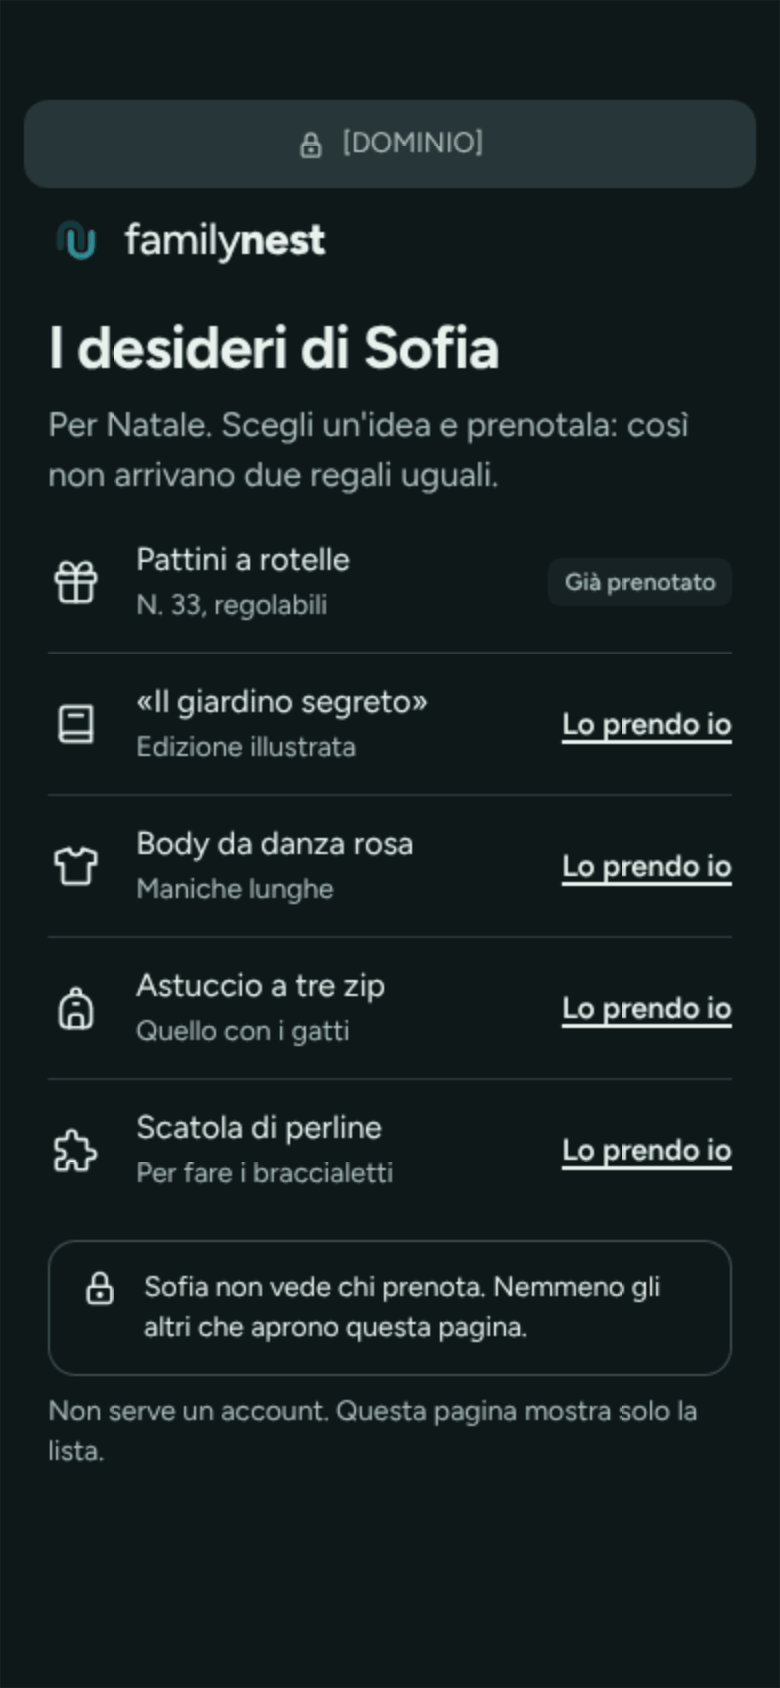 [DOMINIO]
familynest
I desideri di Sofia
Per Natale. Scegli un'idea e prenotala: così
non arrivano due regali uguali.
Pattini a rotelle
N. 33, regolabili
Già prenotato
«Il giardino segreto»
Edizione illustrata
Lo prendo io
Body da danza rosa
Maniche lunghe
Lo prendo io
Astuccio a tre zip
Quello con i gatti
Lo prendo io
Scatola di perline
Per fare i braccialetti
Lo prendo io
Sofia non vede chi prenota. Nemmeno gli
altri che aprono questa pagina.
Non serve un account. Questa pagina mostra solo la
lista.